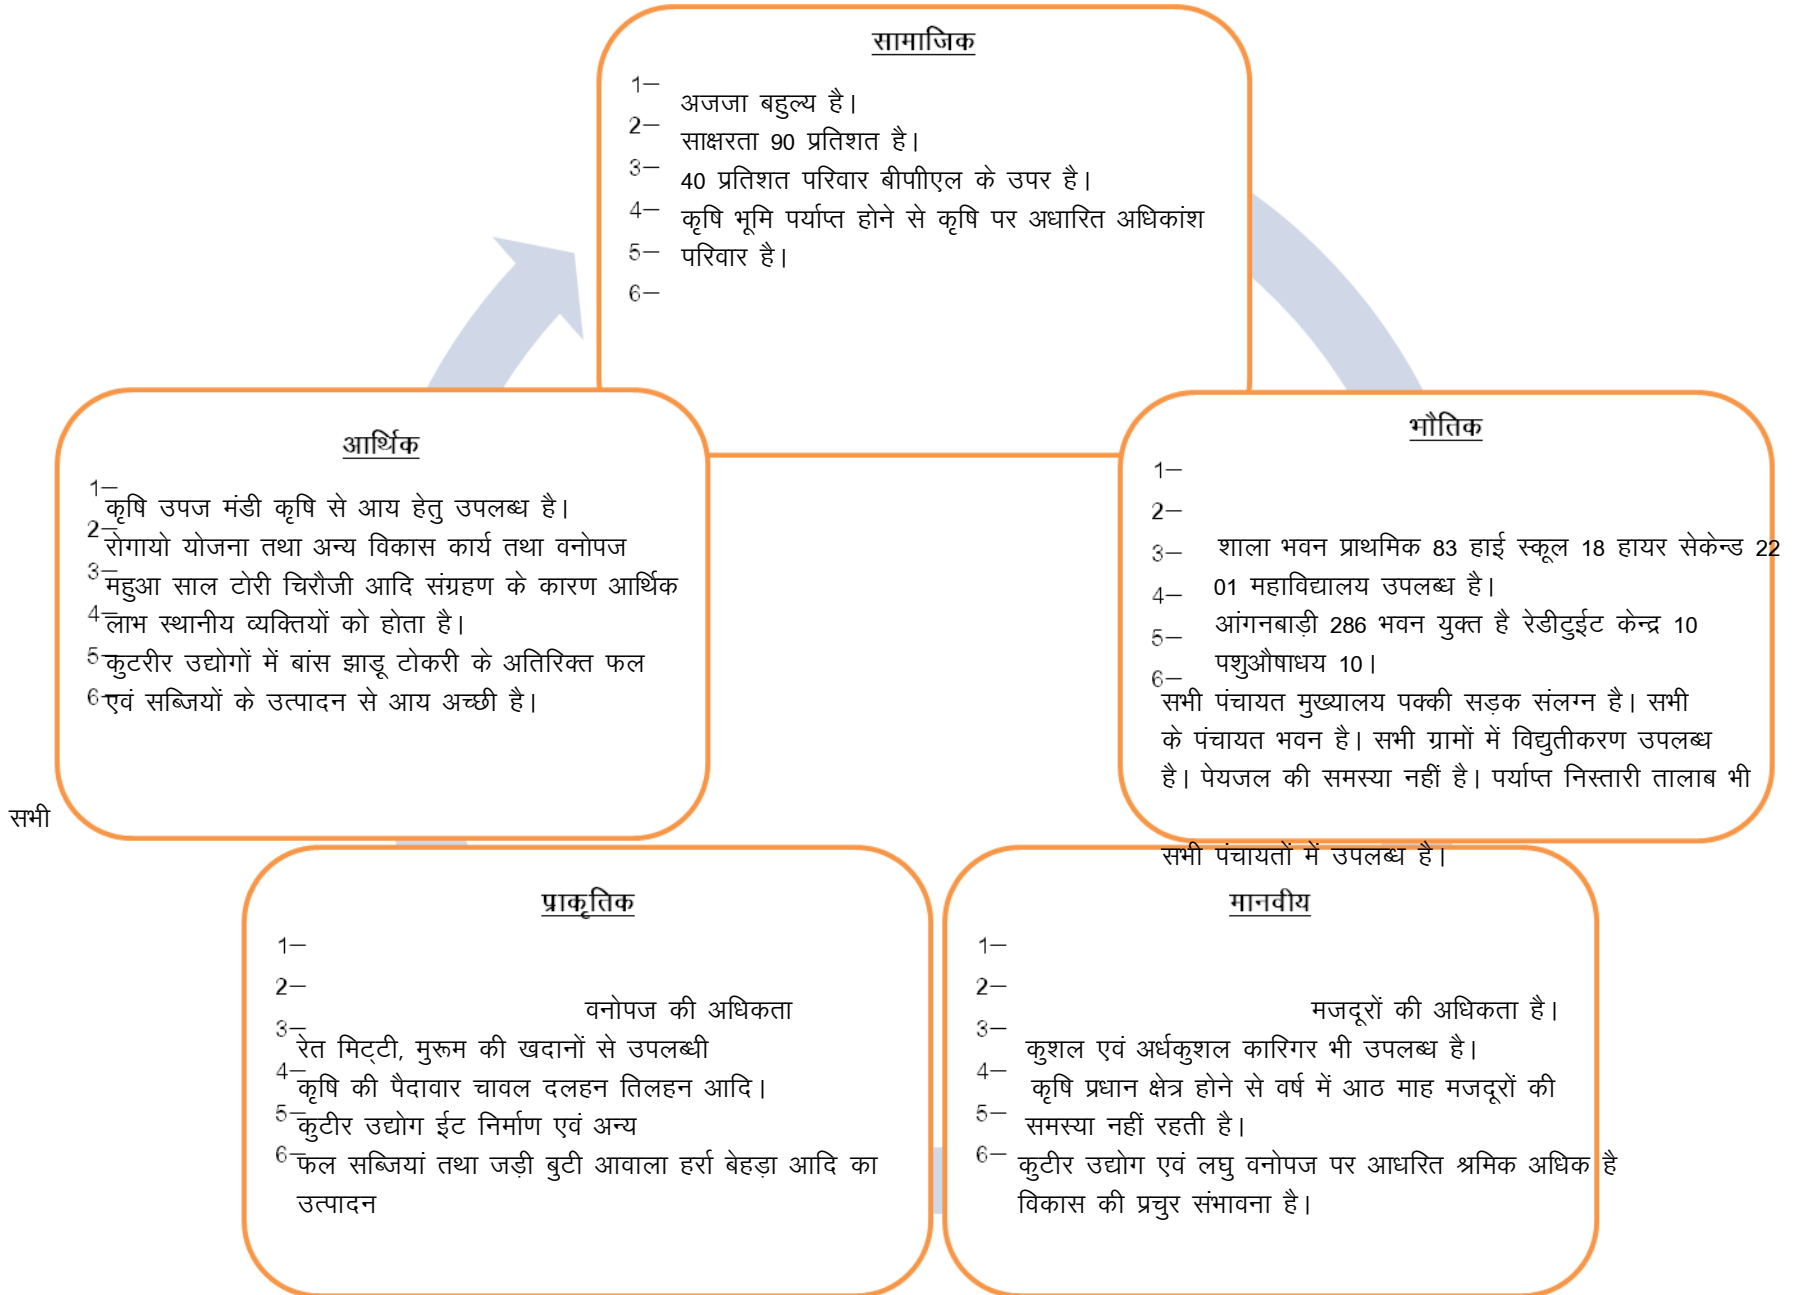 सामाजिक
1–
अजजा बहुल्य है।
2–
साक्षरता 90 प्रतिशत है।
3–
40 प्रतिशत परिवार बीपाीएल के उपर है।
4–
कृषि भूमि पर्याप्त होने से कृषि पर अधारित अधिकांश
5–
परिवार है।
6–
भौतिक
1–
2–
3–
शाला भवन प्राथमिक 83 हाई स्कूल 18 हायर सेकेन्ड 22
4–
01 महाविद्यालय उपलब्ध है।
5–
आंगनबाड़ी 286 भवन युक्त है रेडीटुईट केन्द्र 10
पशुऔषाधय 10।
6–
सभी पंचायत मुख्यालय पक्की सड़क संलग्न है। सभी
के पंचायत भवन है। सभी ग्रामों में विद्युतीकरण उपलब्ध
है। पेयजल की समस्या नहीं है। पर्याप्त निस्तारी तालाब भी
सभी पंचायतों में उपलब्ध है।
आर्थिक
1–
कृषि उपज मंडी कृषि से आय हेतु उपलब्ध है।
2–
रोगायो योजना तथा अन्य विकास कार्य तथा वनोपज
3–
महुआ साल टोरी चिरौजी आदि संग्रहण के कारण आर्थिक
4–
लाभ स्थानीय व्यक्तियों को होता है।
5–
कुटरीर उद्योगों में बांस झाडू टोकरी के अतिरिक्त फल
6–
एवं सब्जियों के उत्पादन से आय अच्छी है।
सभी
प्राकृतिक
1–
2–
वनोपज की अधिकता
3–
रेत मिट्टी, मुरूम की खदानों से उपलब्धी
4–
कृषि की पैदावार चावल दलहन तिलहन आदि।
5–
कुटीर उद्योग ईट निर्माण एवं अन्य
6–
फल सब्जियां तथा जड़ी बुटी आवाला हर्रा बेहड़ा आदि का
उत्पादन
मानवीय
1–
2–
मजदूरों की अधिकता है।
3–
कुशल एवं अर्धकुशल कारिगर भी उपलब्ध है।
4–
कृषि प्रधान क्षेत्र होने से वर्ष में आठ माह मजदूरों की
5–
समस्या नहीं रहती है।
6–
कुटीर उद्योग एवं लघु वनोपज पर आधरित श्रमिक अधिक है
विकास की प्रचुर संभावना है।